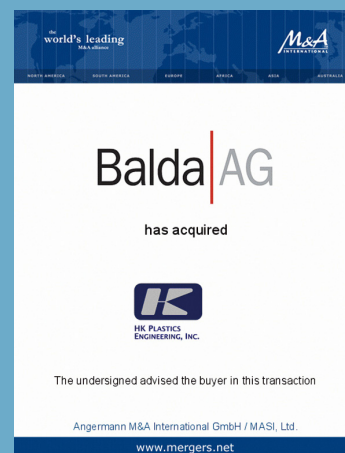 the
world's leading
M&A alliance
M&A
INTERNATIONAL
NORTH AMERICA SOUTH AMERICA EUROPE AFRICA ASIA AUSTRALIA
Balda AG
has acquired
HK PLASTICS
ENGINEERING, INC.
The undersigned advised the buyer in this transaction
Angermann M&A International GmbH / MASI, Ltd.
www.mergers.net